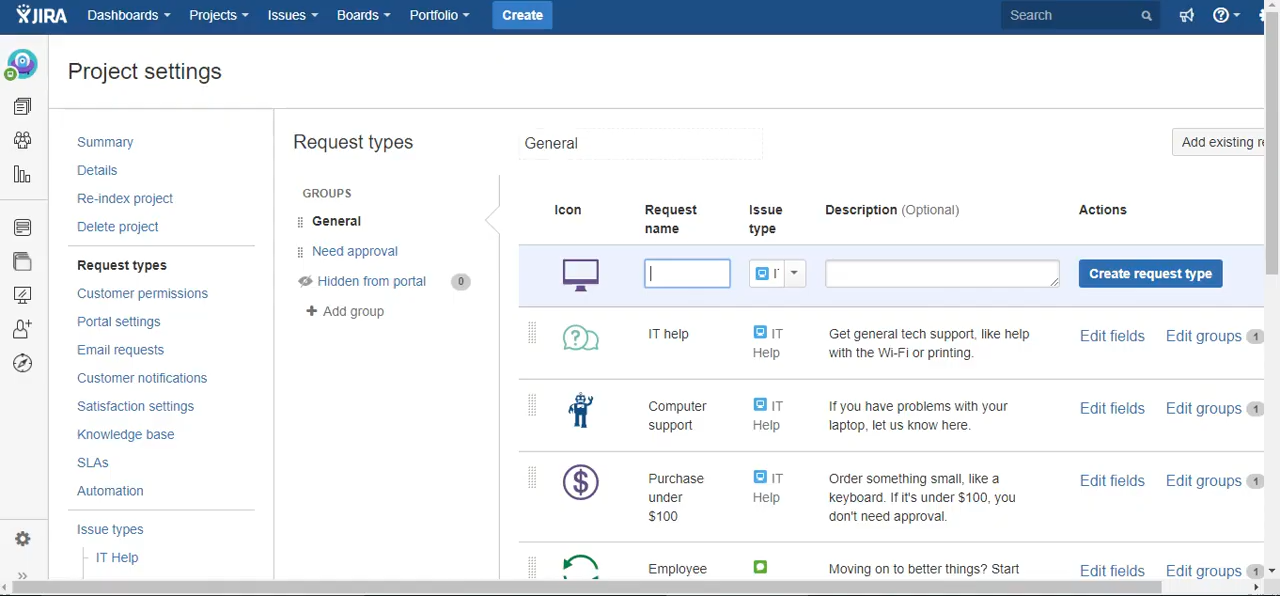 JIRA Dashboards Projects Issues Boards Portfolio Create Search
Project settings
Summary
Details
Re-index project
Delete project
Request types
Customer permissions
Portal settings
Email requests
Customer notifications
Satisfaction settings
Knowledge base
SLAs
Automation
Issue types
IT Help
Request types
GROUPS
General
Need approval
Hidden from portal 0
Add group
General
Add existing
Icon Request name Issue type Description (Optional) Actions
Create request type
IT help
IT
Help
Get general tech support, like help
with the Wi-Fi or printing.
Edit fields Edit groups 1
Computer
support
IT
Help
If you have problems with your
laptop, let us know here.
Edit fields Edit groups 1
Purchase
under
$100
IT
Help
Order something small, like a
keyboard. If it's under $100, you
don't need approval.
Edit fields Edit groups 1
Employee
Moving on to better things? Start
Edit fields Edit groups 1